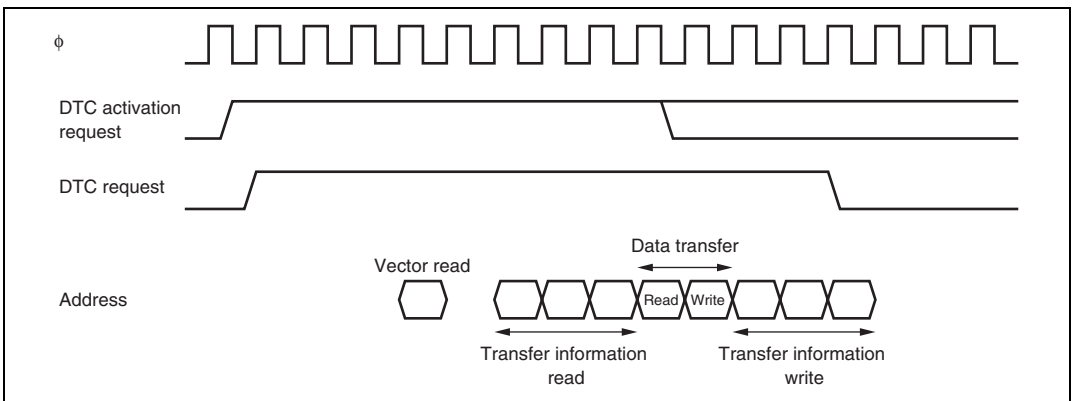 ϕ
DTC activation
request
DTC request
Data transfer
Vector read
Address
Read
Write
Transfer information
read
Transfer information
write